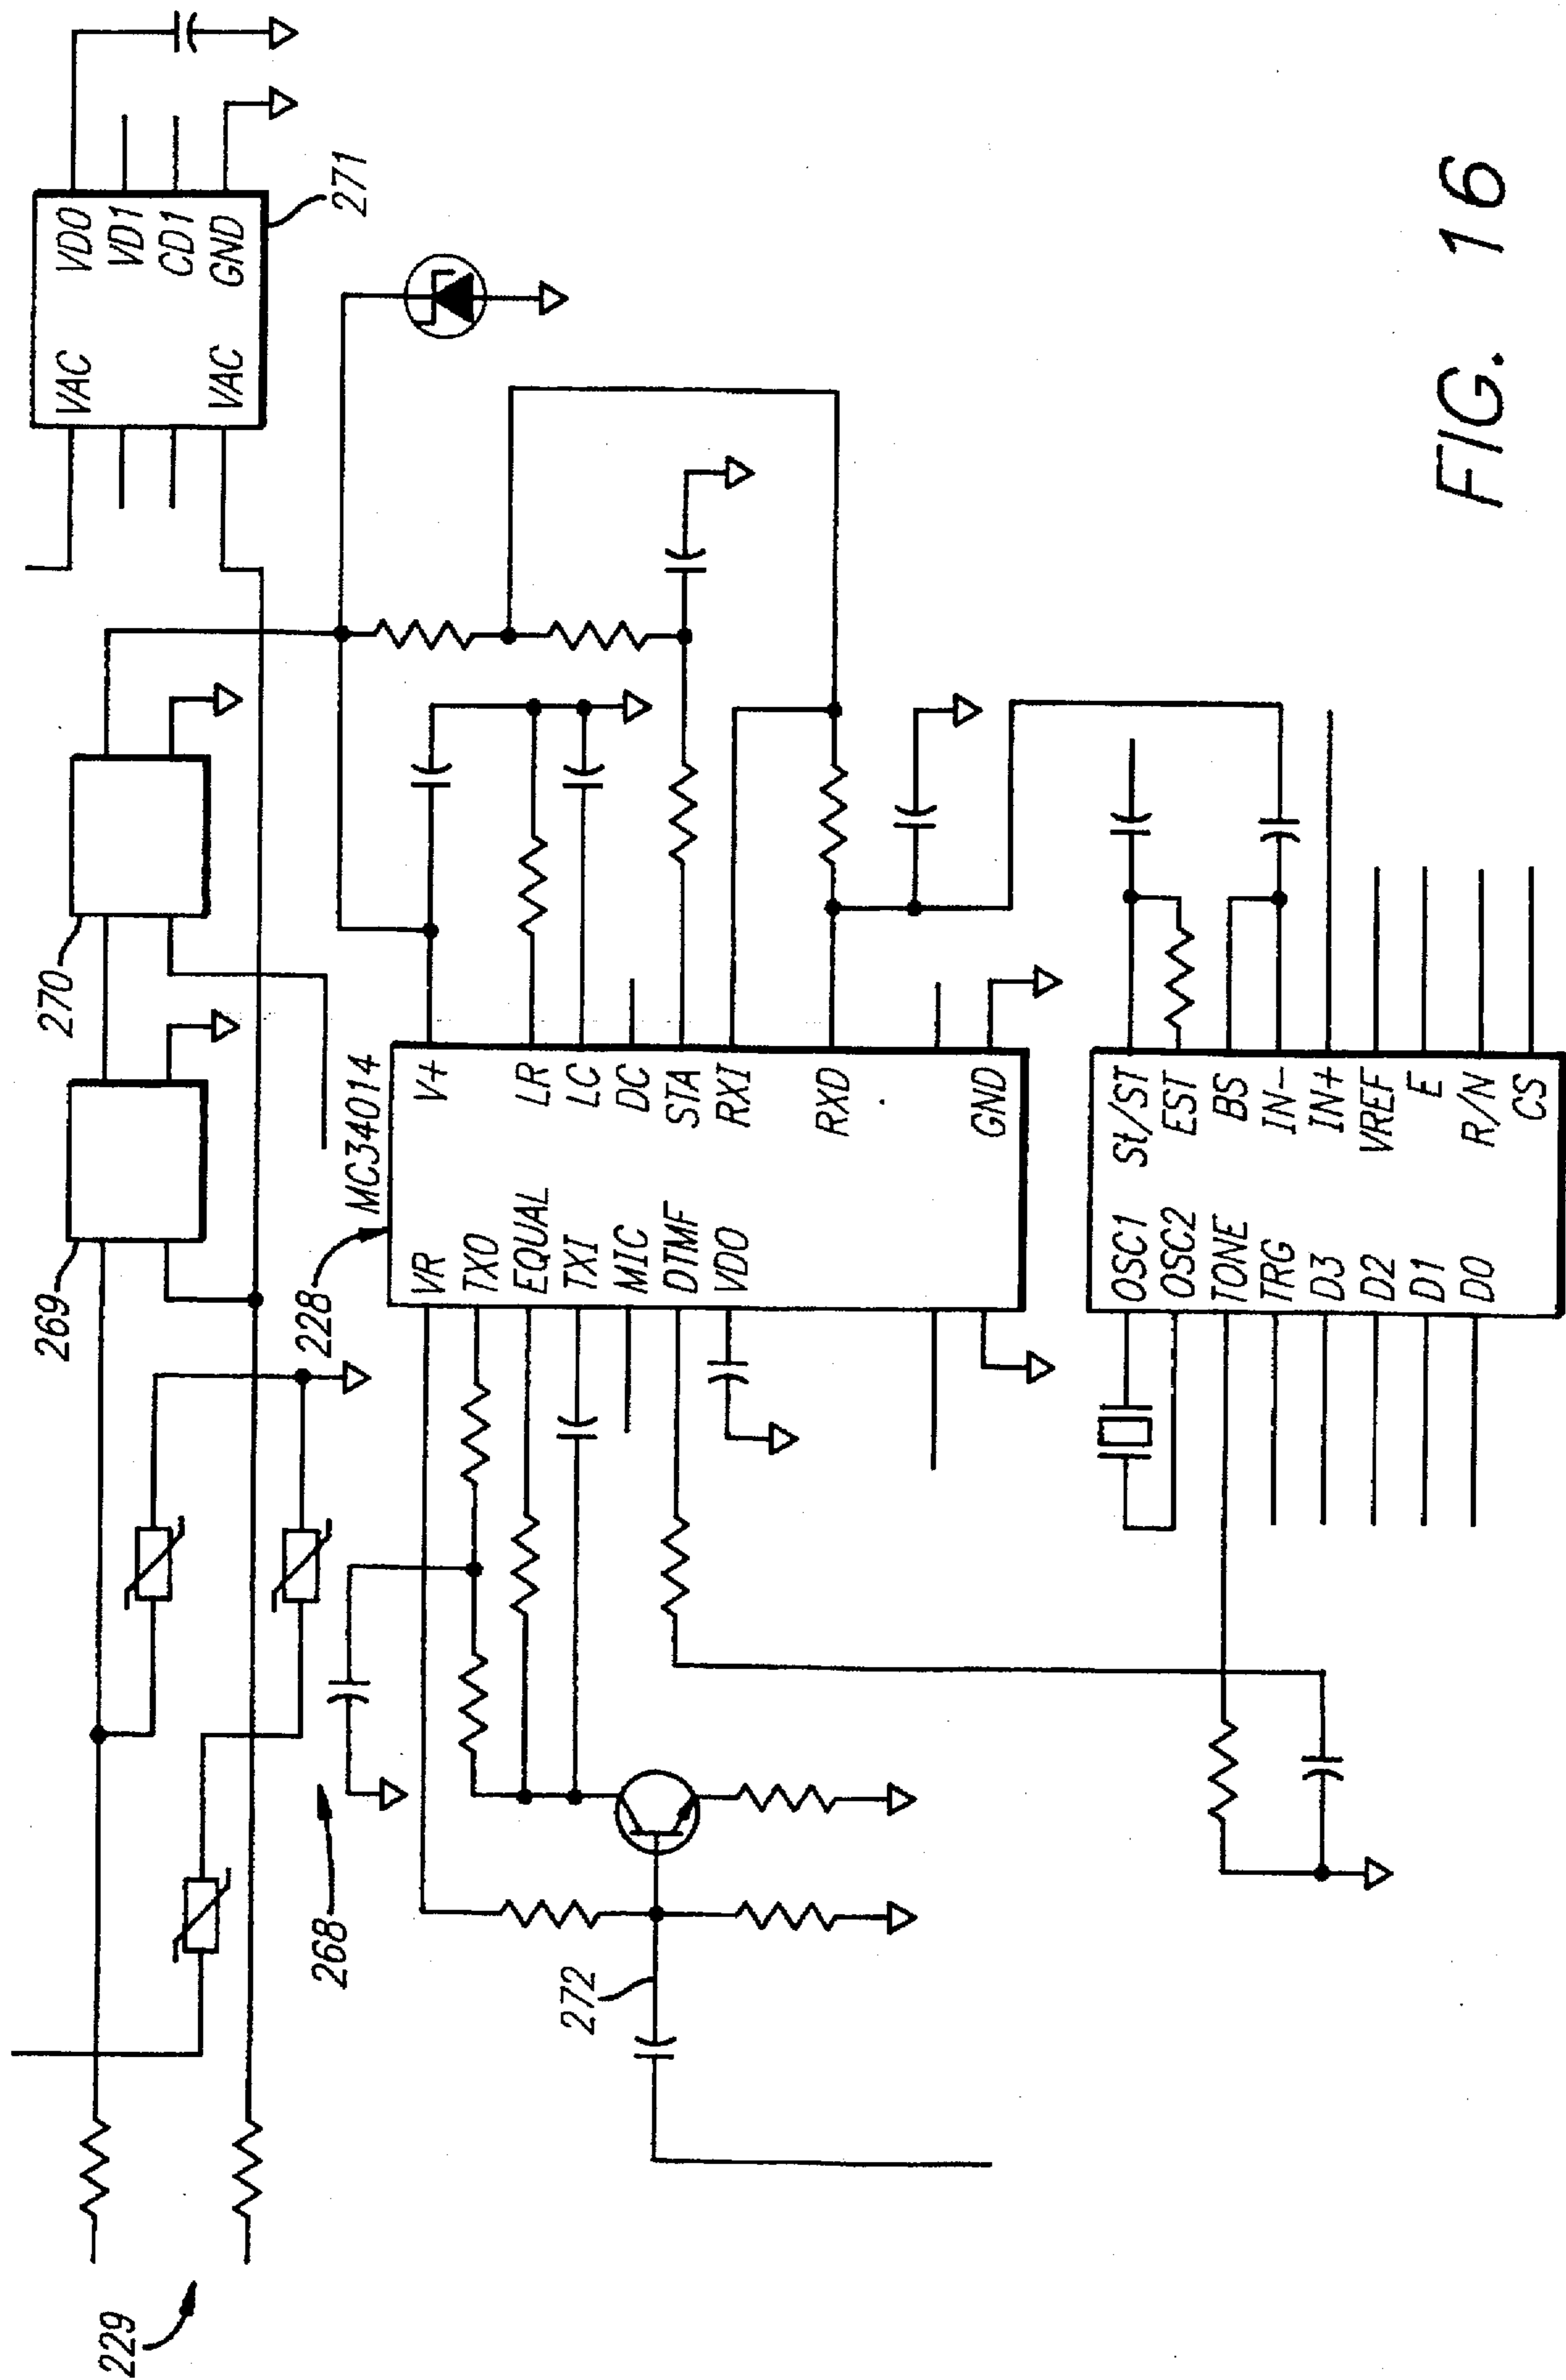 229
268
272
269
270
271
VAC
VAC
VDO
VD1
CD1
GND
228
MC34014
VR
TXO
EQUAL
TXI
MIC
DTMF
VDO
V+
LR
LC
DC
STA
RXI
RXD
GND
OSC1
OSC2
TONE
TRG
D3
D2
D1
D0
St/ST
EST
BS
IN-
IN+
VREF
E
R/N
CS
FIG. 16